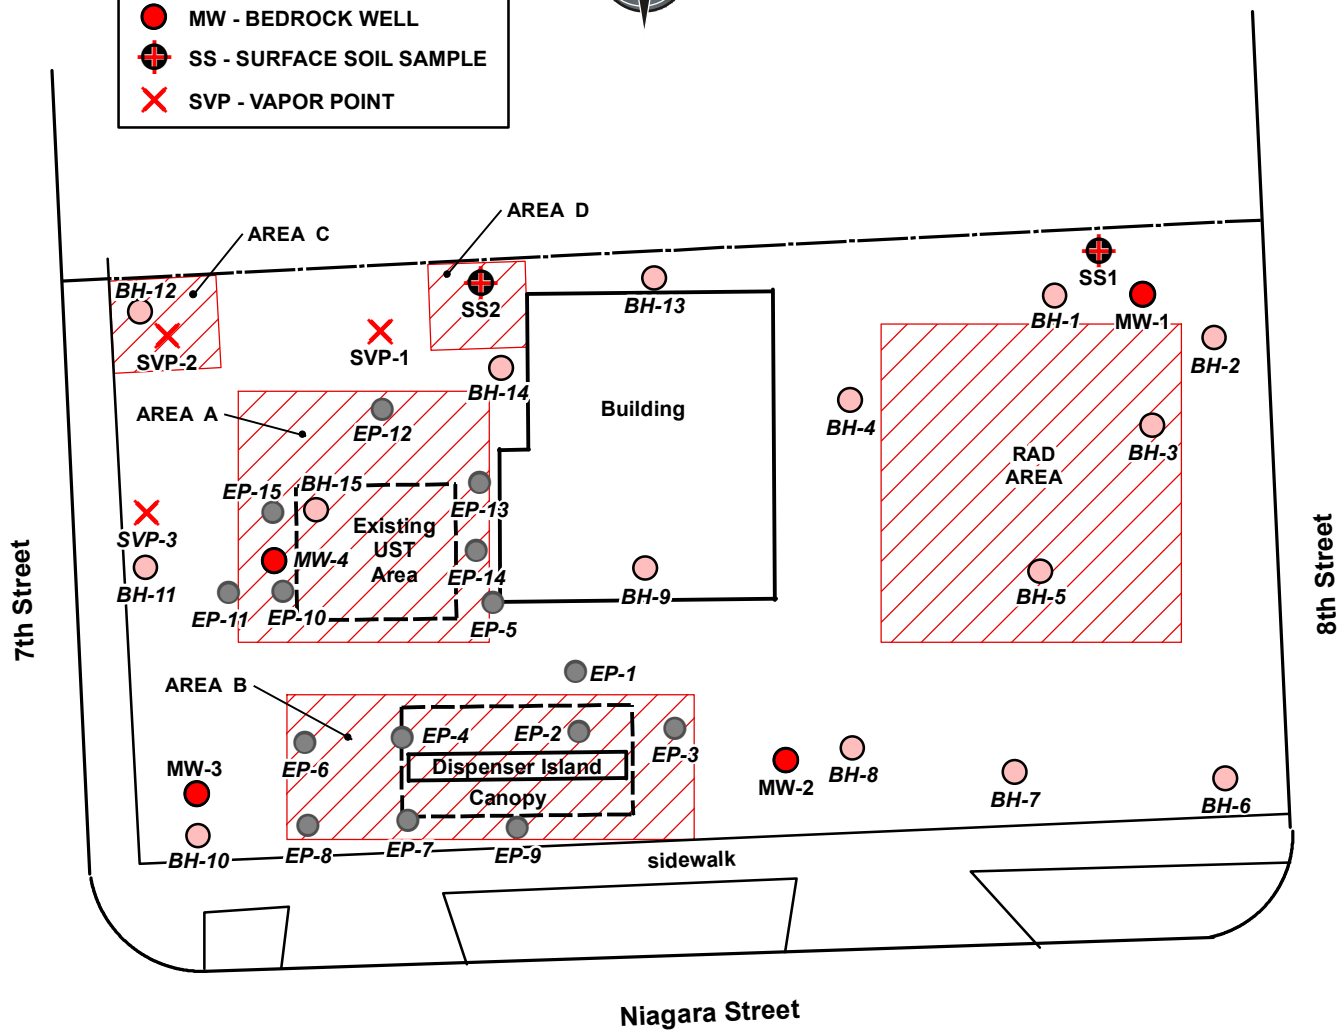 MW - BEDROCK WELL
SS - SURFACE SOIL SAMPLE
SVP - VAPOR POINT
AREA D
AREA C
SS1
BH-12
SS2
BH-13
BH-1
MW-1
SVP-2
SVP-1
BH-2
BH-14
AREA A
Building
EP-12
BH-4
BH-3
RAD
AREA
EP-15
BH-15
EP-13
Existing
UST
Area
SVP-3
MW-4
EP-14
BH-11
BH-9
BH-5
EP-11
EP-10
EP-5
7th Street
8th Street
EP-1
AREA B
EP-4
EP-2
EP-3
EP-6
MW-3
Dispenser Island
Canopy
MW-2
BH-8
BH-7
BH-6
BH-10
EP-8
EP-7
EP-9
sidewalk
Niagara Street